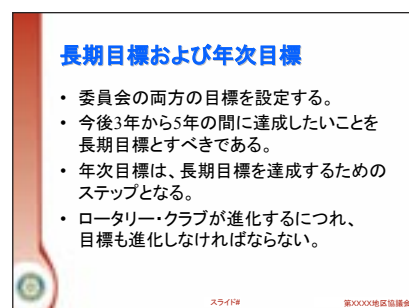 長期目標および年次目標
• 委員会の両方の目標を設定する。
• 今後3年から5年の間に達成したいことを
長期目標とすべきである。
• 年次目標は、長期目標を達成するための
ステップとなる。
• ロータリー・クラブが進化するにつれ、
目標も進化しなければならない。
スライド#
第XXXX地区協議会